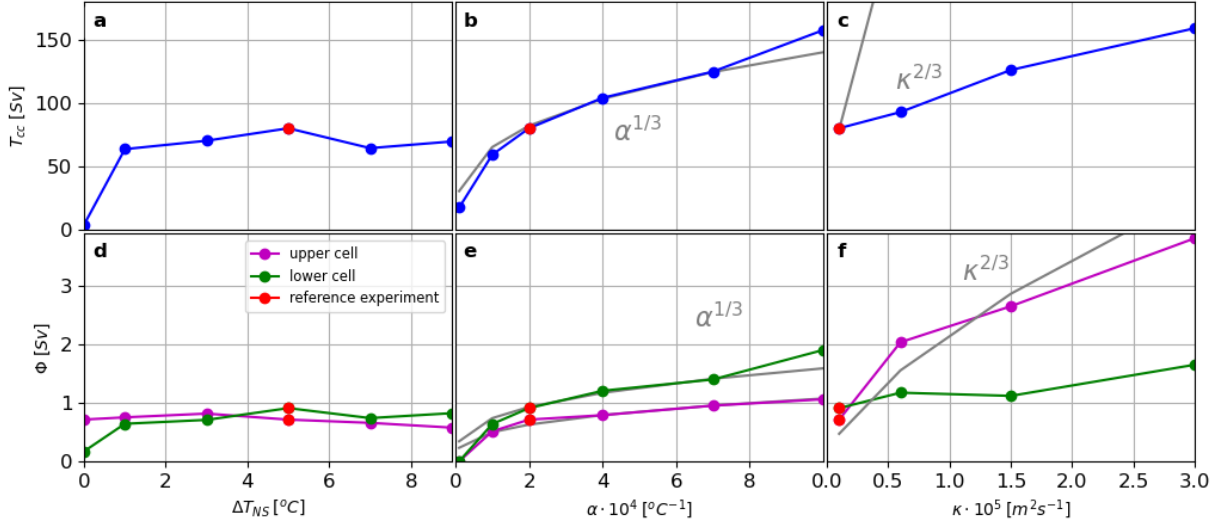 a
b
c
150
100
50
0
T_cc [Sv]
α^1/3
κ^2/3
d
e
f
upper cell
lower cell
reference experiment
3
2
1
0
Φ [Sv]
α^1/3
κ^2/3
0 2 4 6 8
0 2 4 6 8
0.0 0.5 1.0 1.5 2.0 2.5 3.0
ΔT_NS [°C]
α · 10^4 [°C^−1]
κ · 10^5 [m^2s^−1]